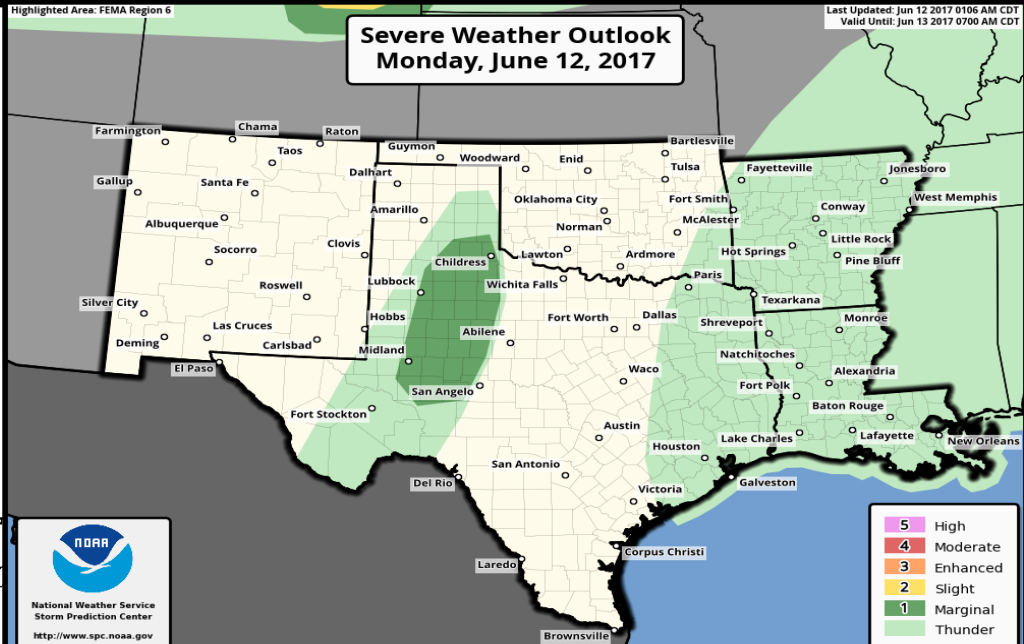 Highlighted Area: FEMA Region 6
Last Updated: Jun 12 2017 0106 AM CDT
Valid Until: Jun 13 2017 0700 AM CDT
Severe Weather Outlook
Monday, June 12, 2017
Farmington
Chama
Raton
Taos
Guymon
Woodward
Enid
Bartlesville
Tulsa
Fayetteville
Jonesboro
Gallup
Santa Fe
Dalhart
Oklahoma City
Fort Smith
West Memphis
Albuquerque
Amarillo
Norman
McAlester
Conway
Little Rock
Socorro
Clovis
Childress
Lawton
Ardmore
Hot Springs
Pine Bluff
Roswell
Lubbock
Wichita Falls
Paris
Texarkana
Silver City
Las Cruces
Hobbs
Fort Worth
Dallas
Shreveport
Monroe
Deming
Carlsbad
Midland
Abilene
Natchitoches
El Paso
San Angelo
Waco
Fort Polk
Alexandria
Fort Stockton
Austin
Baton Rouge
Houston
Lake Charles
Lafayette
New Orleans
San Antonio
Del Rio
Victoria
Galveston
Laredo
Corpus Christi
Brownsville
NOAA
National Weather Service
Storm Prediction Center
http://www.spc.noaa.gov
5 High
4 Moderate
3 Enhanced
2 Slight
1 Marginal
Thunder